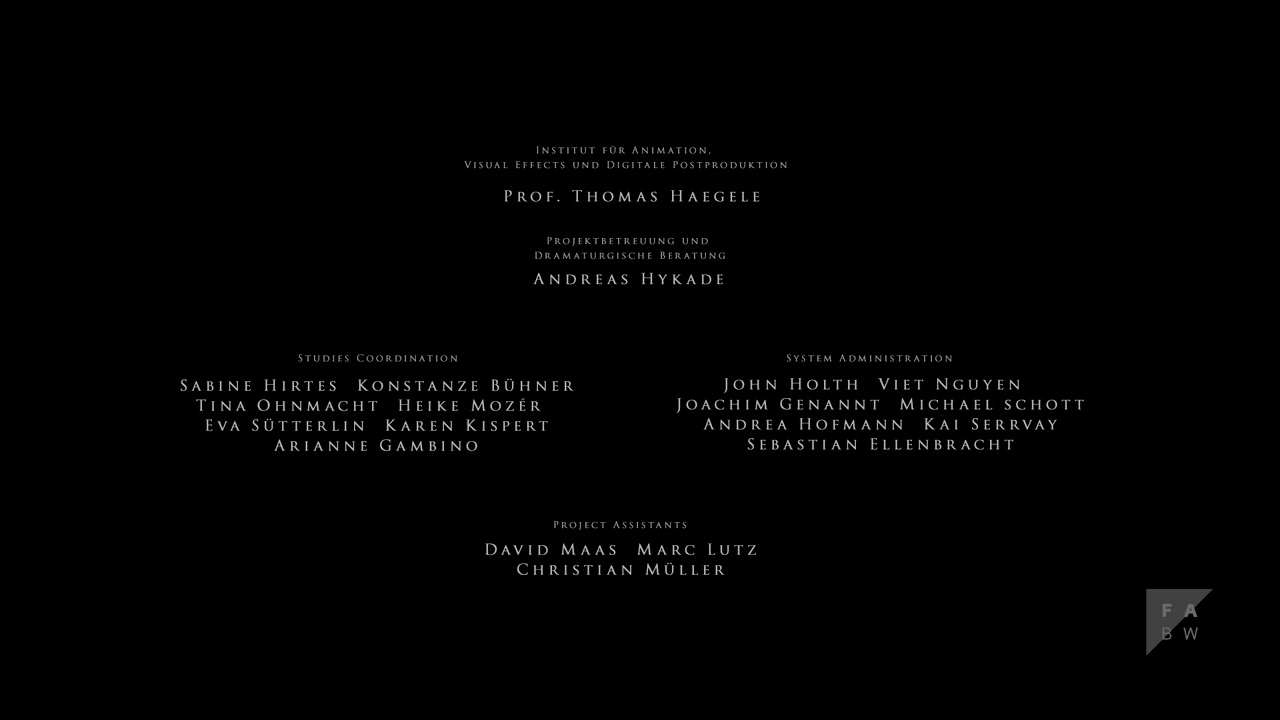 Institut für Animation,
Visual Effects und Digitale Postproduktion
Prof. Thomas Haegele
Projektbetreuung und
Dramaturgische Beratung
Andreas Hykade
Studies Coordination
Sabine Hirtes Konstanze Bühner
Tina Ohnmacht Heike Mozér
Eva Sütterlin Karen Kispert
Arianne Gambino
System Administration
John Holth Viet Nguyen
Joachim Genannt Michael schott
Andrea Hofmann Kai Serrvay
Sebastian Ellenbracht
Project Assistants
David Maas Marc Lutz
Christian Müller
F A
B W